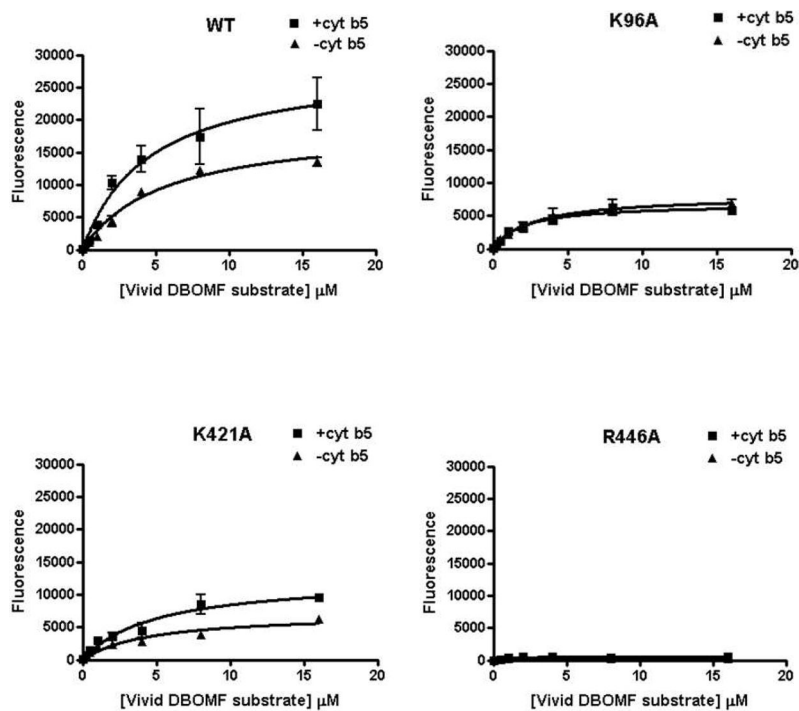 WT
+cyt b5
-cyt b5
Fluorescence
30000
25000
20000
15000
10000
5000
0
0 5 10 15 20
[Vivid DBOMF substrate] µM
K96A
+cyt b5
-cyt b5
Fluorescence
30000
25000
20000
15000
10000
5000
0
0 5 10 15 20
[Vivid DBOMF substrate] µM
K421A
+cyt b5
-cyt b5
Fluorescence
30000
25000
20000
15000
10000
5000
0
0 5 10 15 20
[Vivid DBOMF substrate] µM
R446A
+cyt b5
-cyt b5
Fluorescence
30000
25000
20000
15000
10000
5000
0
0 5 10 15 20
[Vivid DBOMF substrate] µM